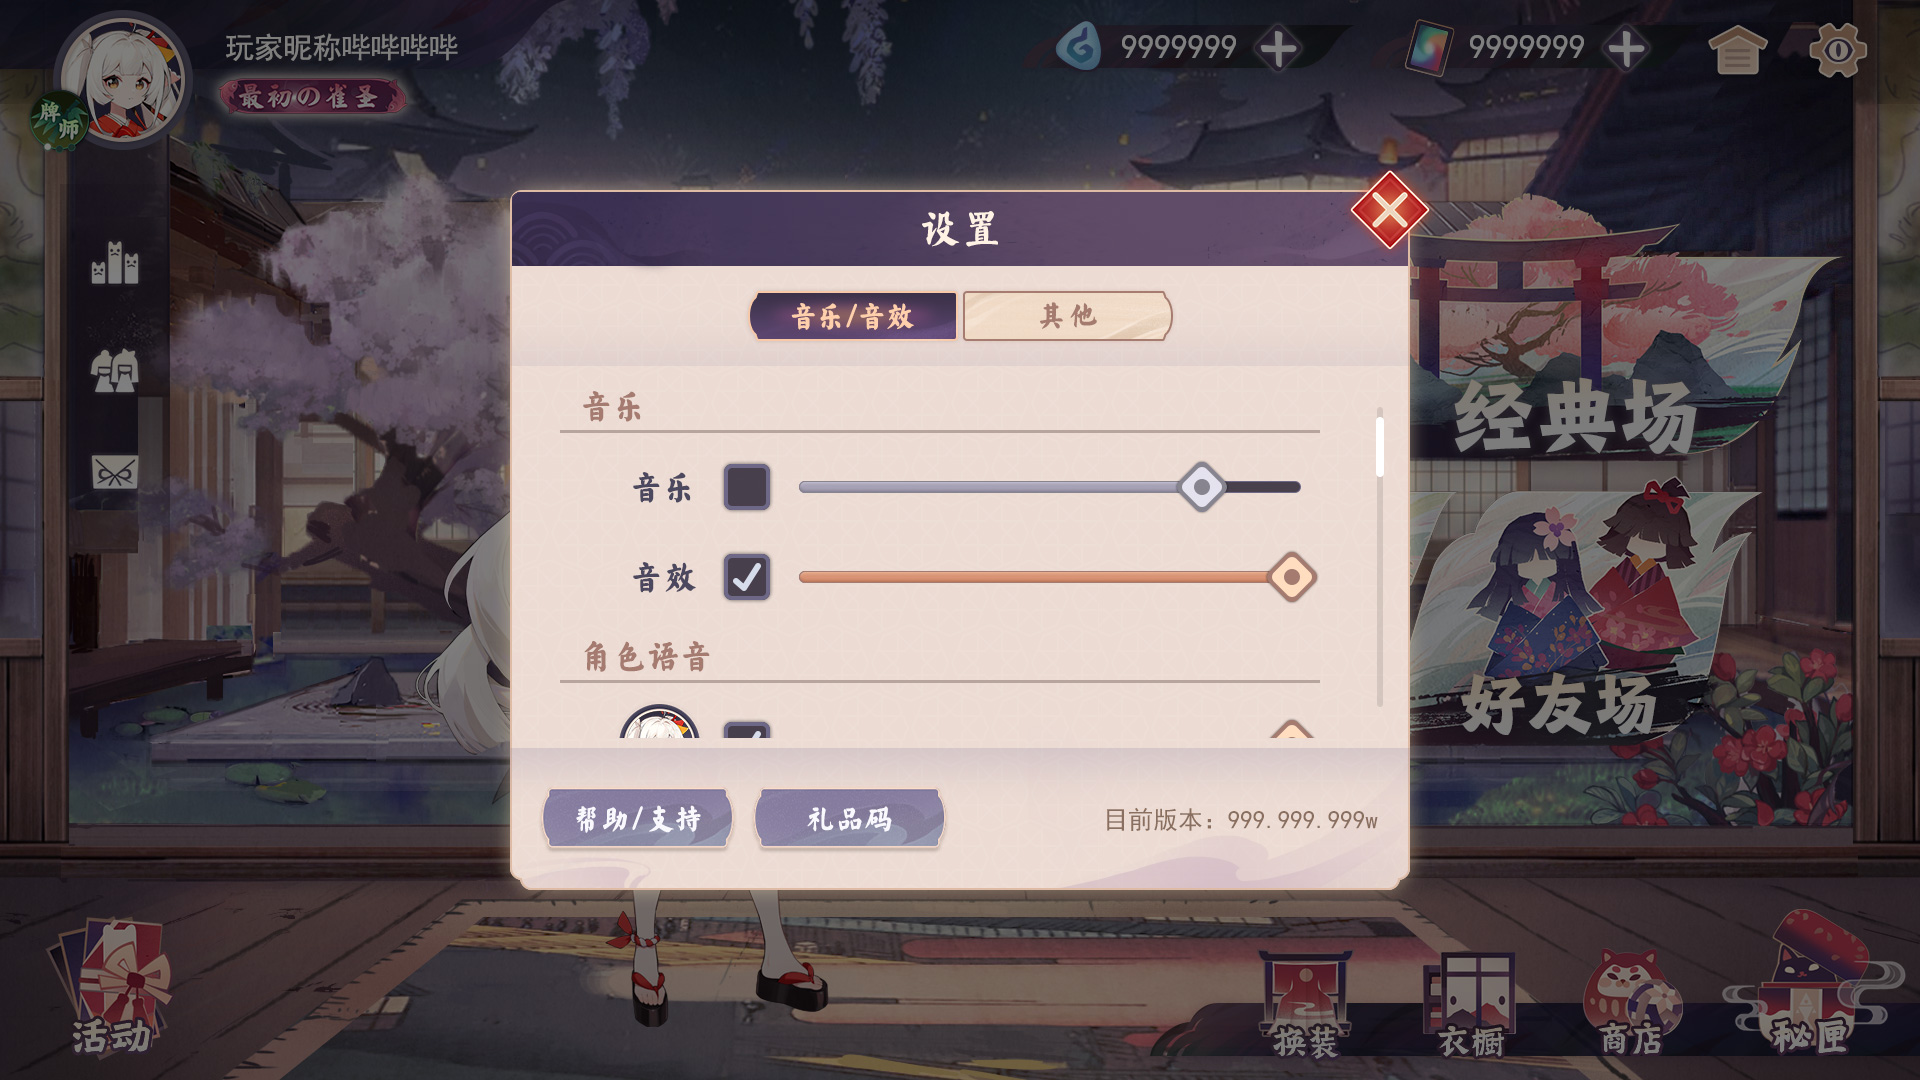 玩家昵称哔哔哔哔
最初の雀圣
牌师
9999999
9999999
设置
音乐/音效
其他
音乐
音乐
音效
角色语音
帮助/支持
礼品码
目前版本：999.999.999w
经典场
好友场
活动
换装
衣橱
商店
秘匣